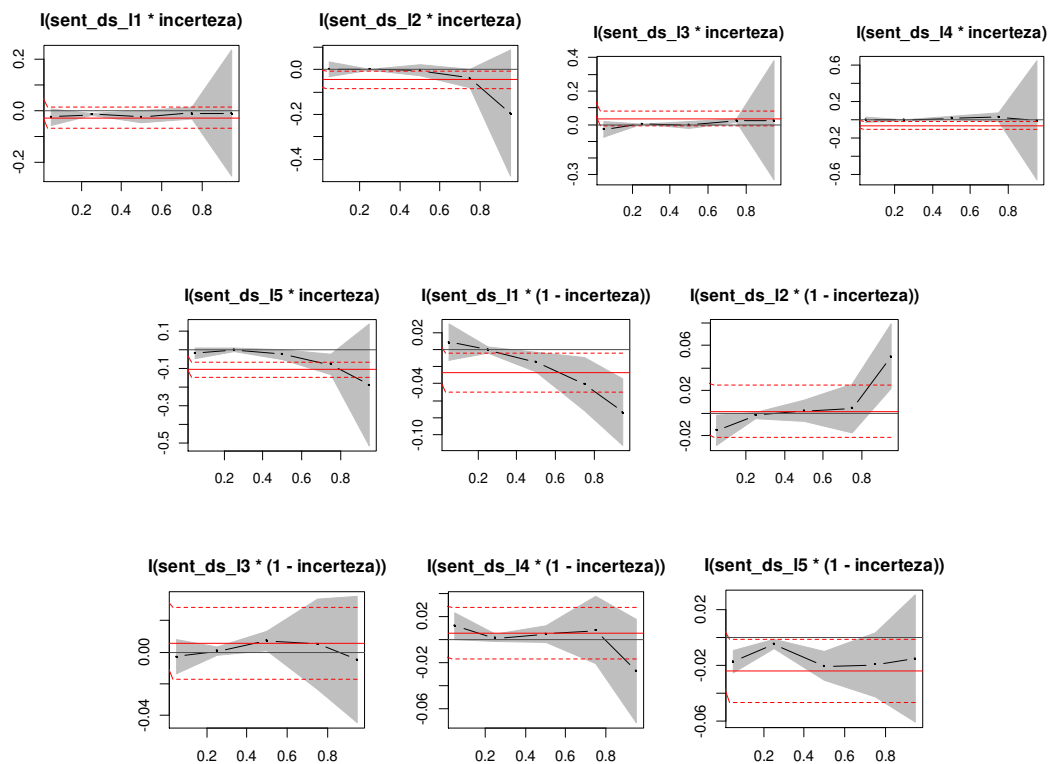 I(sent_ds_l1 * incerteza)
0.2
0.0
-0.2
0.2 0.4 0.6 0.8
I(sent_ds_l2 * incerteza)
0.0
-0.2
-0.4
0.2 0.4 0.6 0.8
I(sent_ds_l3 * incerteza)
0.4
0.2
0.0
-0.3
0.2 0.4 0.6 0.8
I(sent_ds_l4 * incerteza)
0.6
0.2
-0.2
-0.6
0.2 0.4 0.6 0.8
I(sent_ds_l5 * incerteza)
0.1
-0.1
-0.3
-0.5
0.2 0.4 0.6 0.8
I(sent_ds_l1 * (1 - incerteza))
0.02
-0.04
-0.10
0.2 0.4 0.6 0.8
I(sent_ds_l2 * (1 - incerteza))
0.06
0.02
-0.02
0.2 0.4 0.6 0.8
I(sent_ds_l3 * (1 - incerteza))
0.00
-0.04
0.2 0.4 0.6 0.8
I(sent_ds_l4 * (1 - incerteza))
0.02
-0.02
-0.06
0.2 0.4 0.6 0.8
I(sent_ds_l5 * (1 - incerteza))
0.02
-0.02
-0.06
0.2 0.4 0.6 0.8